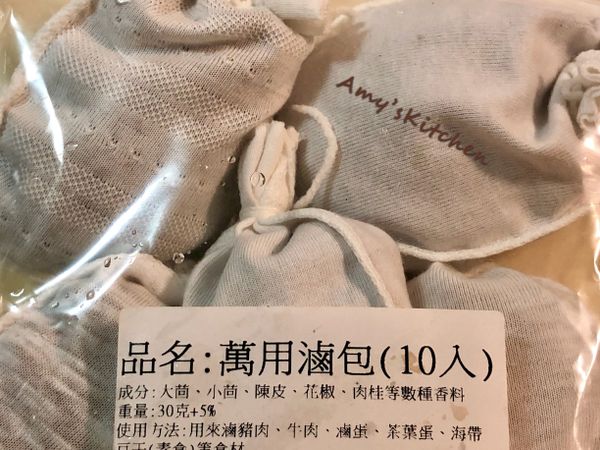 Amy'sKitchen
品名:萬用滷包(10入)
成分:大茴、小茴、陳皮、花椒、肉桂等數種香料
重量:30克+5%
使用方法:用來滷豬肉、牛肉、滷蛋、茶葉蛋、海帶
豆干(素食)等食材